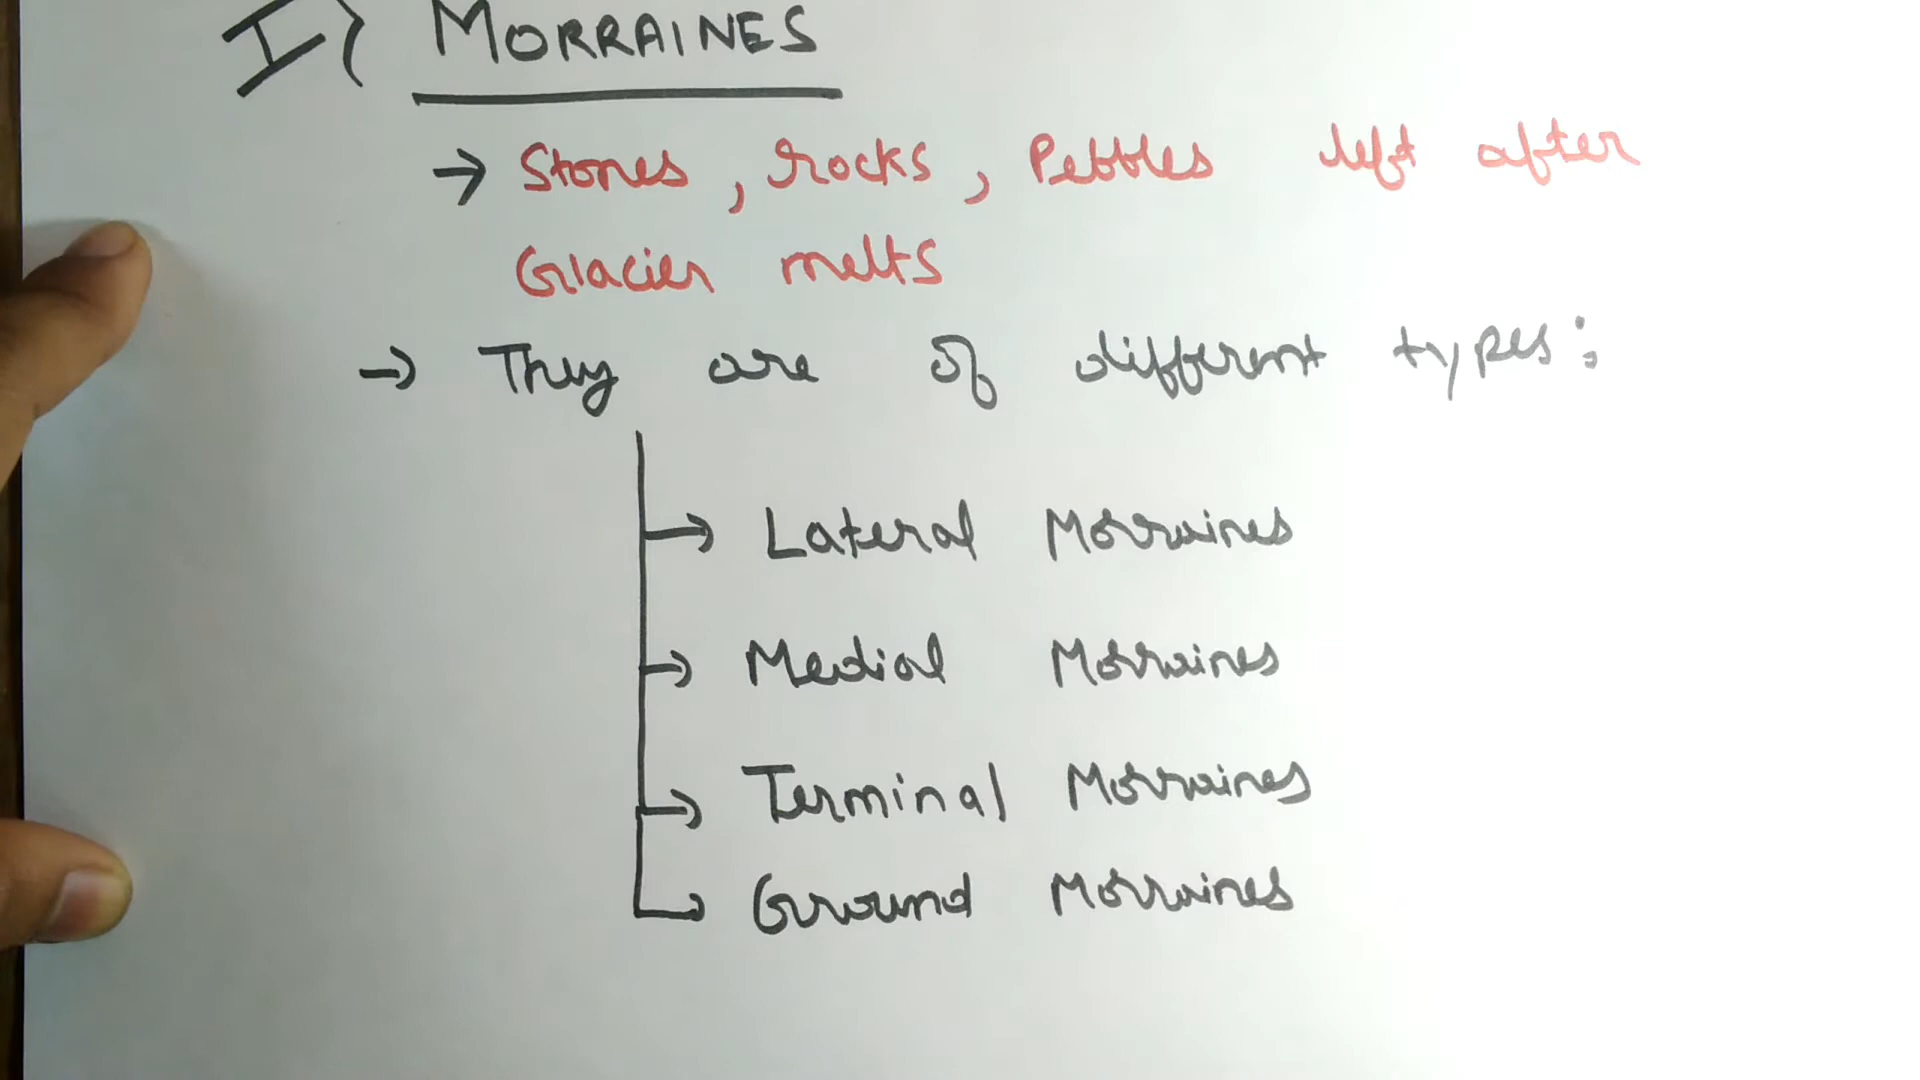 I) MORRAINES
→ Stones, rocks, Pebbles left after
Glacier melts
→ They are of different types:
→ Lateral Morraines
→ Medial Morraines
→ Terminal Morraines
→ Ground Morraines